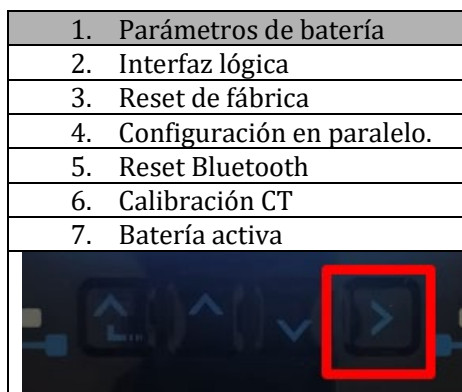 1. Parámetros de batería
2. Interfaz lógica
3. Reset de fábrica
4. Configuración en paralelo.
5. Reset Bluetooth
6. Calibración CT
7. Batería activa